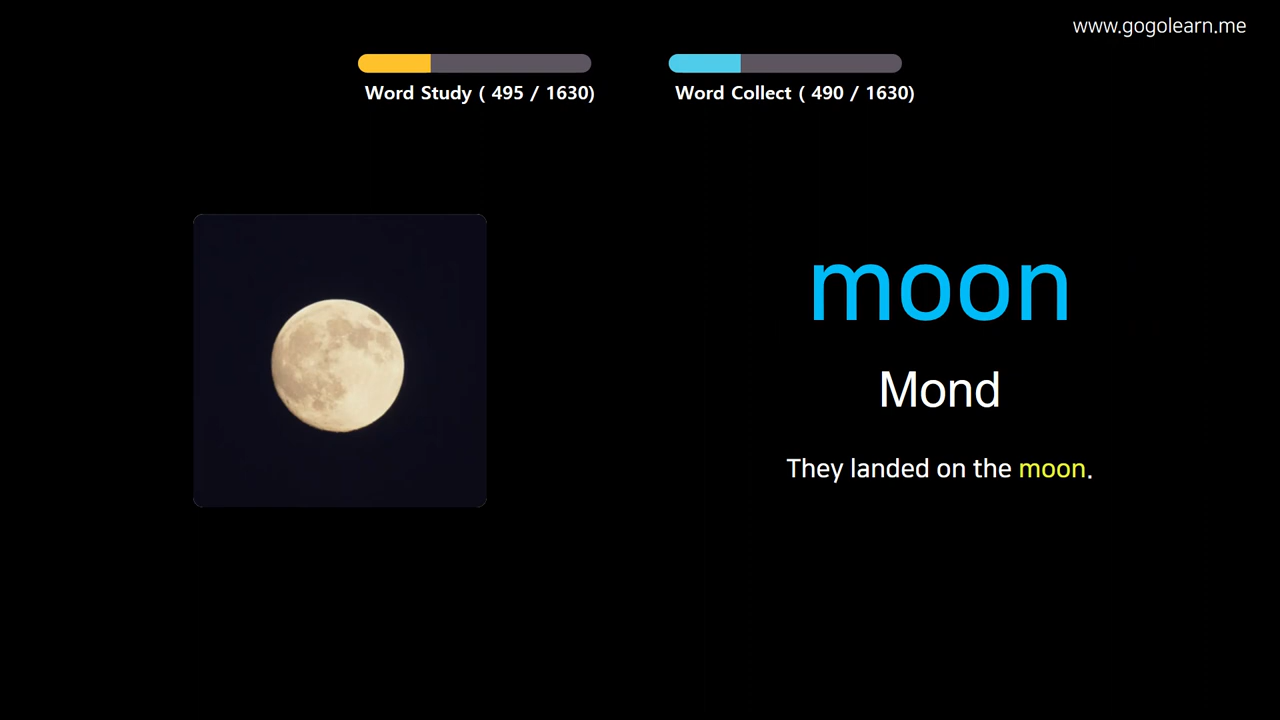 www.gogolearn.me
Word Study ( 495 / 1630)
Word Collect ( 490 / 1630)
moon
Mond
They landed on the moon.